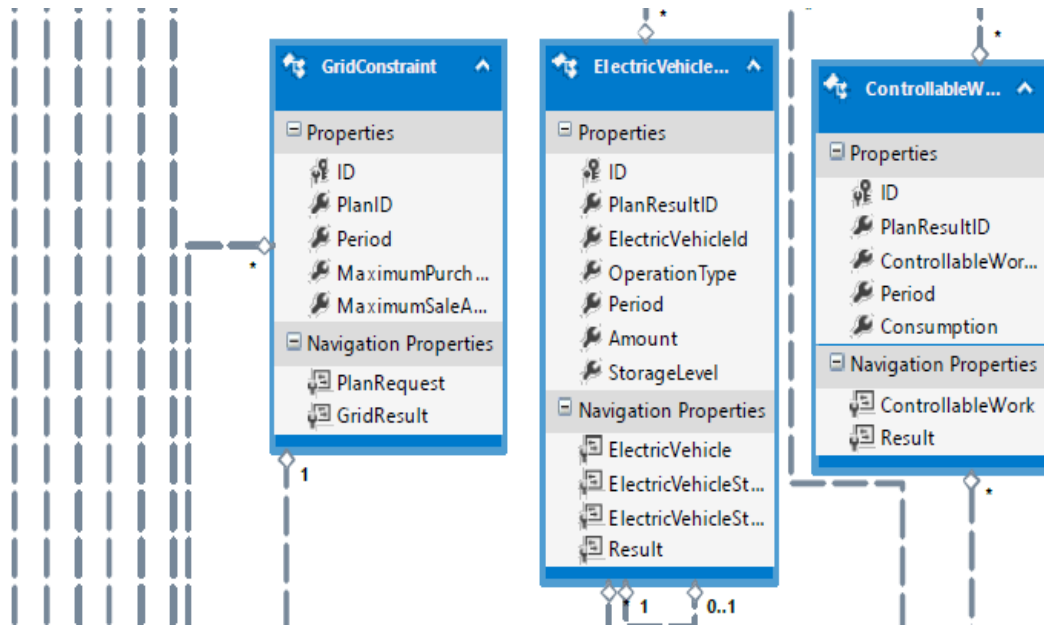 *
*
GridConstraint
ElectricVehicle...
ControllableW...
Properties
ID
PlanID
Period
MaximumPurch...
MaximumSaleA...
Navigation Properties
PlanRequest
GridResult
*
1
Properties
ID
PlanResultID
ElectricVehicleId
OperationType
Period
Amount
StorageLevel
Navigation Properties
ElectricVehicle
ElectricVehicleSt...
ElectricVehicleSt...
Result
* 1
0..1
Properties
ID
PlanResultID
ControllableWor...
Period
Consumption
Navigation Properties
ControllableWork
Result
*